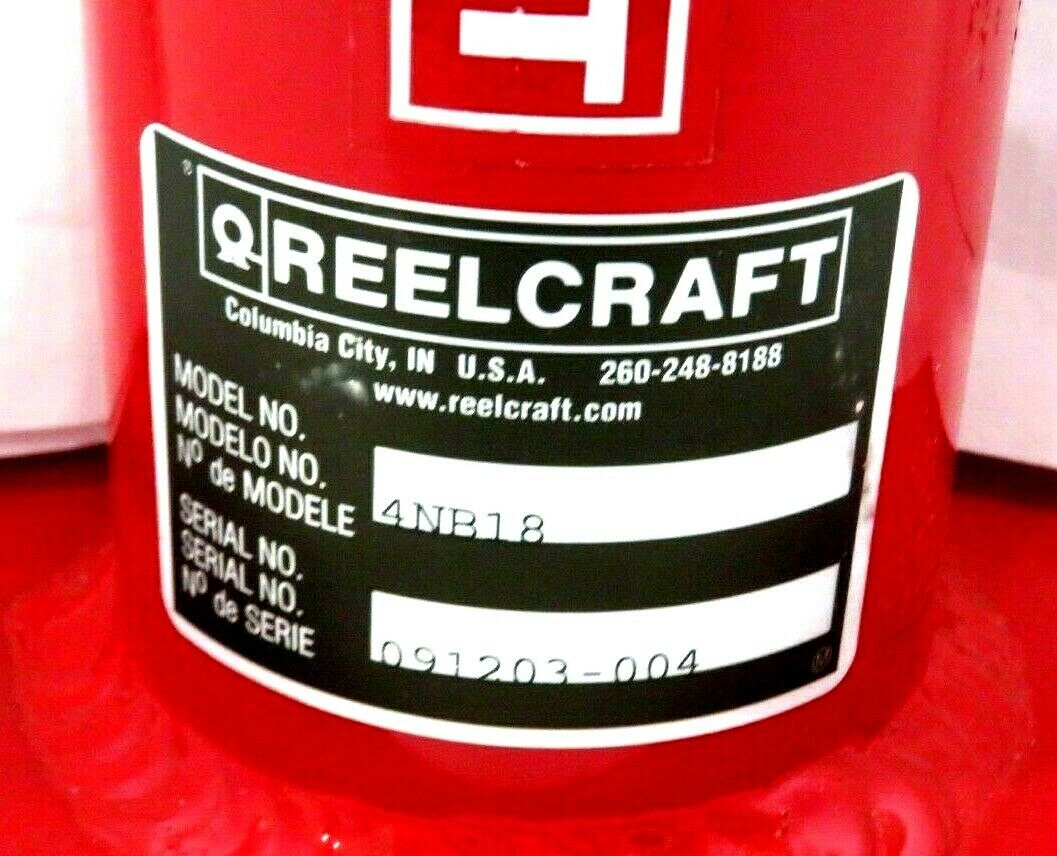 ®
REELCRAFT
Columbia City, IN U.S.A. 260-248-8188
www.reelcraft.com
MODEL NO.
MODELO NO.
Nº de MODELE
4NB18
SERIAL NO.
SERIAL NO.
Nº de SERIE
091203-004